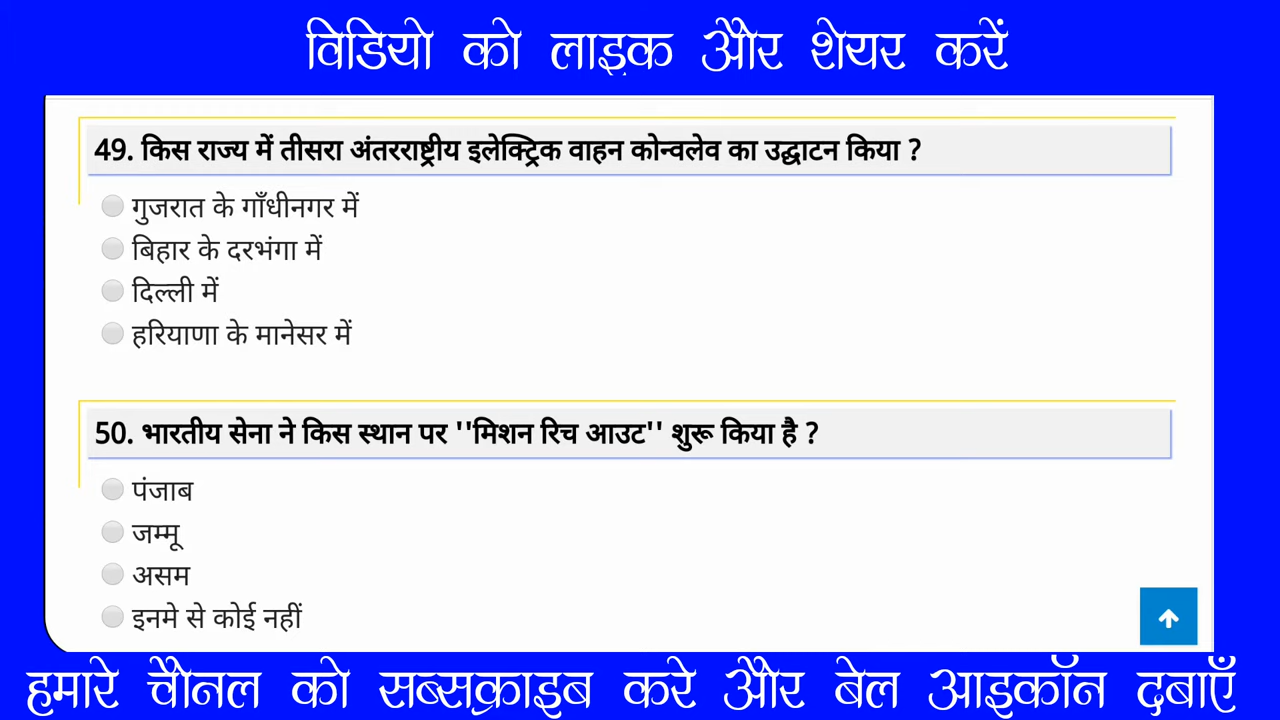 विडियो को लाइक और शेयर करें
49. किस राज्य में तीसरा अंतरराष्ट्रीय इलेक्ट्रिक वाहन कोन्वलेव का उद्घाटन किया ?
गुजरात के गाँधीनगर में
बिहार के दरभंगा में
दिल्ली में
हरियाणा के मानेसर में
50. भारतीय सेना ने किस स्थान पर ''मिशन रिच आउट'' शुरू किया है ?
पंजाब
जम्मू
असम
इनमे से कोई नहीं
हमारे चैनल को सब्सक्राइब करे और बेल आइकॉन दबाएँ